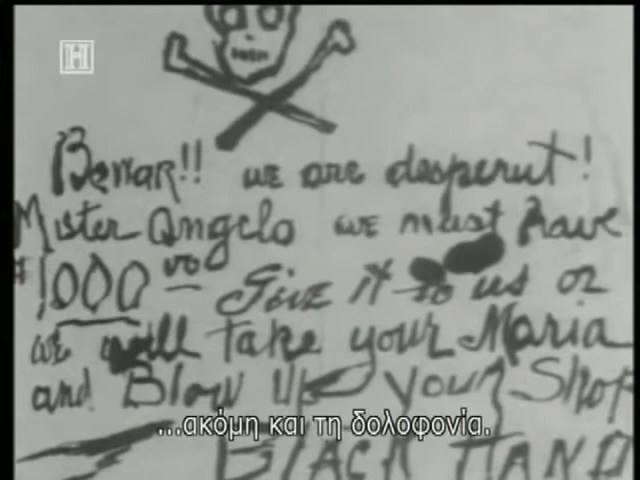 H
Bewar!! we are desperut!
Mister Angelo we must have
$1000 00 Give it to us or
we will take your Maria
and Blow Up your Shop
...ακόμη και τη δολοφονία.
BLACK HAND